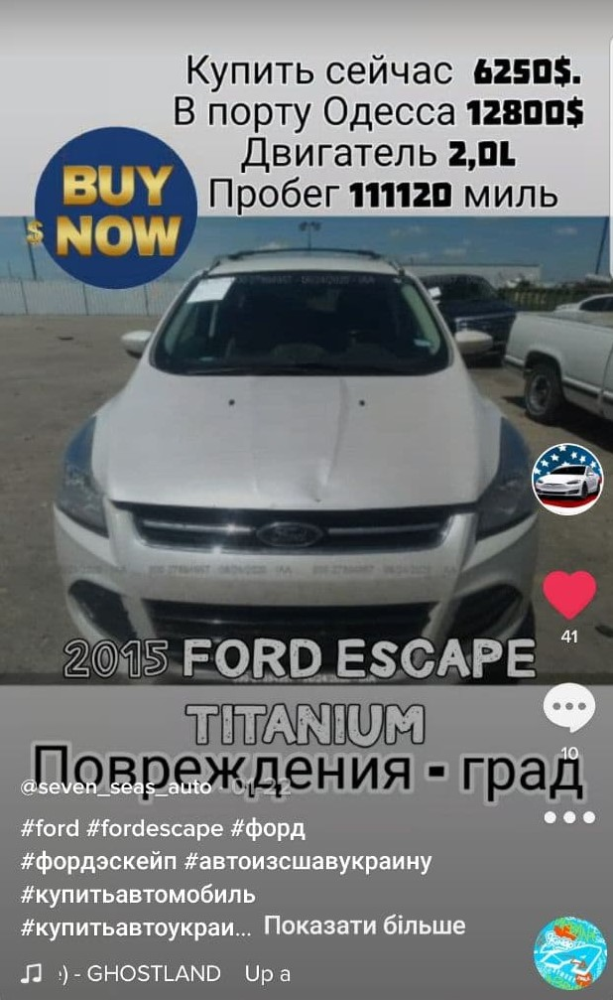 Купить сейчас 6250$.
В порту Одесса 12800$
Двигатель 2,0L
Пробег 111120 миль
BUY
$ NOW
Ford
41
2015 FORD ESCAPE
TITANIUM
10
Повреждения - град
@seven_seas_auto · 01-22
#ford #fordescape #форд
#фордэскейп #автоизсшавукраину
#купитьавтомобиль
#купитьавтоукраи... Показати більше
:) - GHOSTLAND Up a